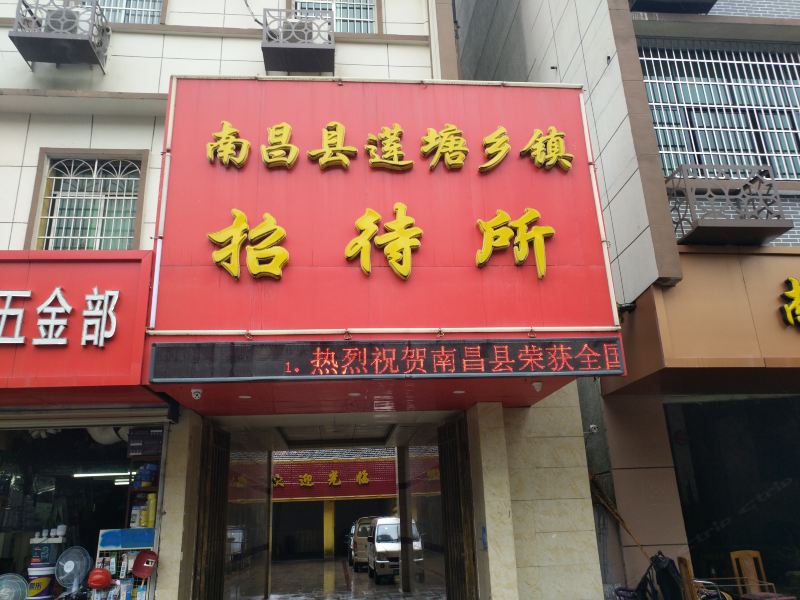 南昌县莲塘乡镇
招待所
五金部
1. 热烈祝贺南昌县荣获全国
欢迎光临